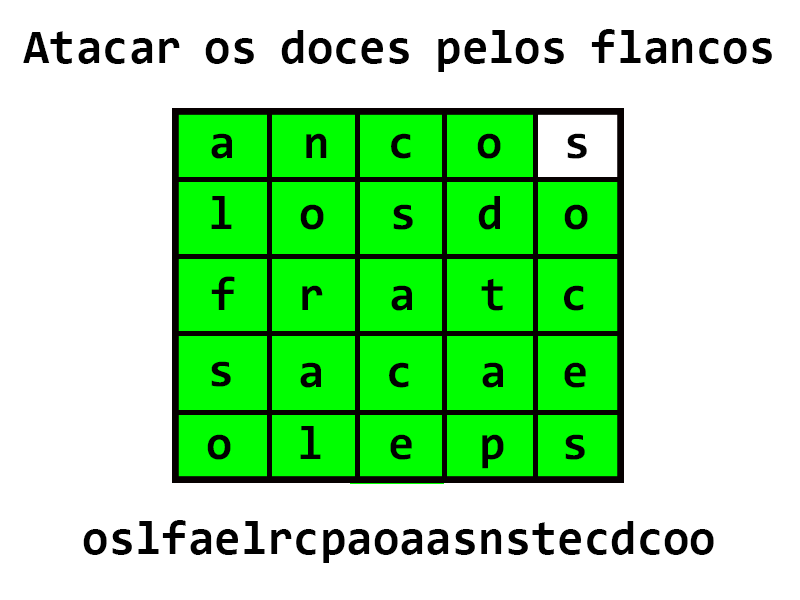 Atacar os doces pelos flancos
a n c o s
l o s d o
f r a t c
s a c a e
o l e p s
oslfaelrcpaoaasnstecdcoo